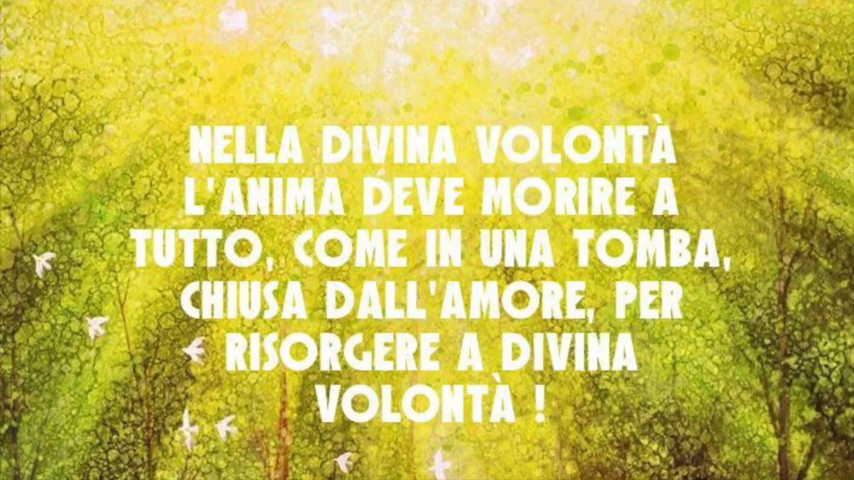 NELLA DIVINA VOLONTÀ
L'ANIMA DEVE MORIRE A
TUTTO, COME IN UNA TOMBA,
CHIUSA DALL'AMORE, PER
RISORGERE A DIVINA
VOLONTÀ !